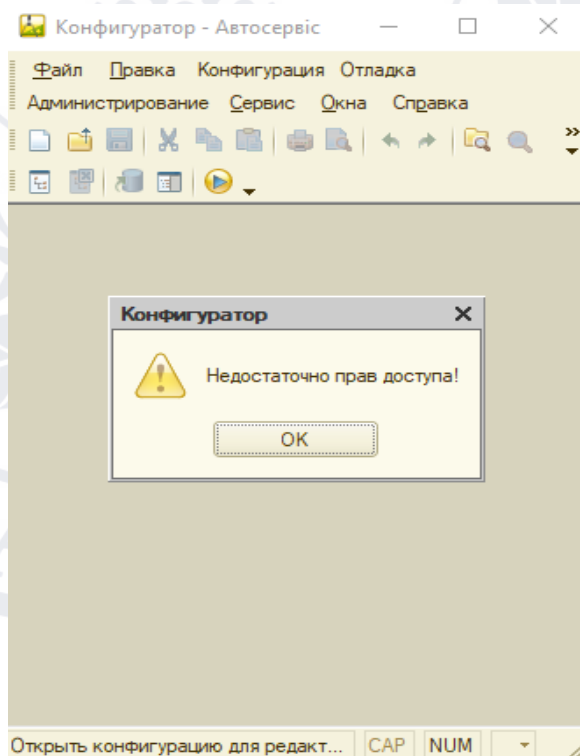 Конфигуратор - Автосервіс
Файл Правка Конфигурация Отладка
Администрирование Сервис Окна Справка
Конфигуратор
Недостаточно прав доступа!
ОК
Открыть конфигурацию для редакт... CAP NUM